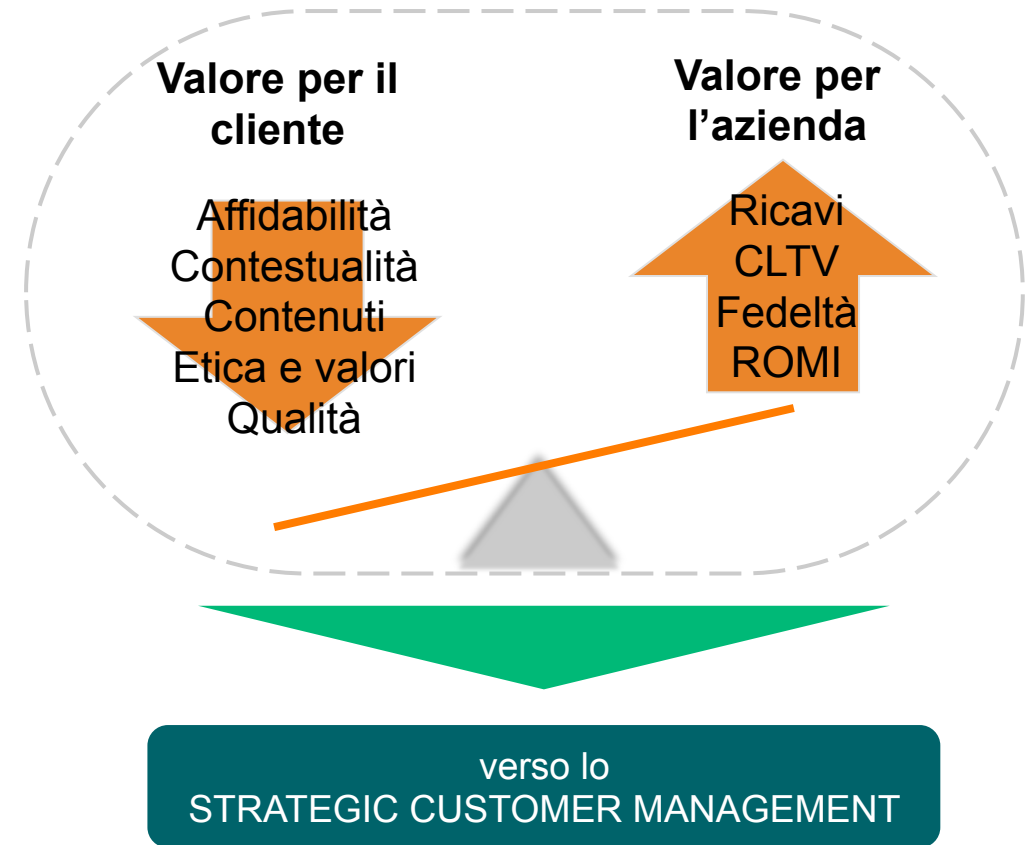 Valore per il
cliente
Affidabilità
Contestualità
Contenuti
Etica e valori
Qualità
Valore per
l’azienda
Ricavi
CLTV
Fedeltà
ROMI
verso lo
STRATEGIC CUSTOMER MANAGEMENT